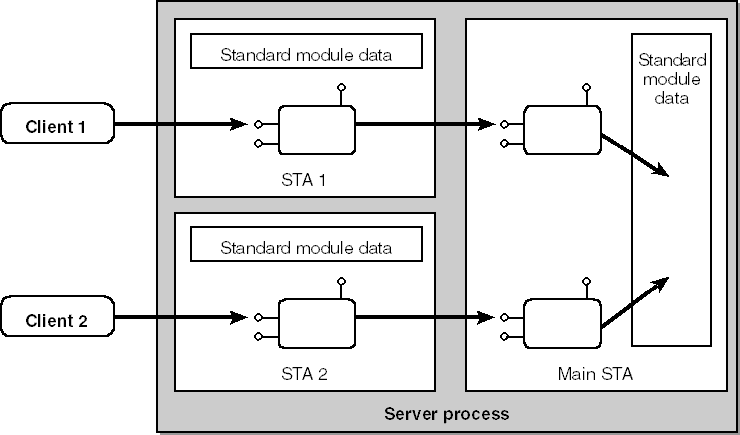 Standard module data
Standard
module
data
Client 1
STA 1
Standard module data
Client 2
STA 2
Main STA
Server process